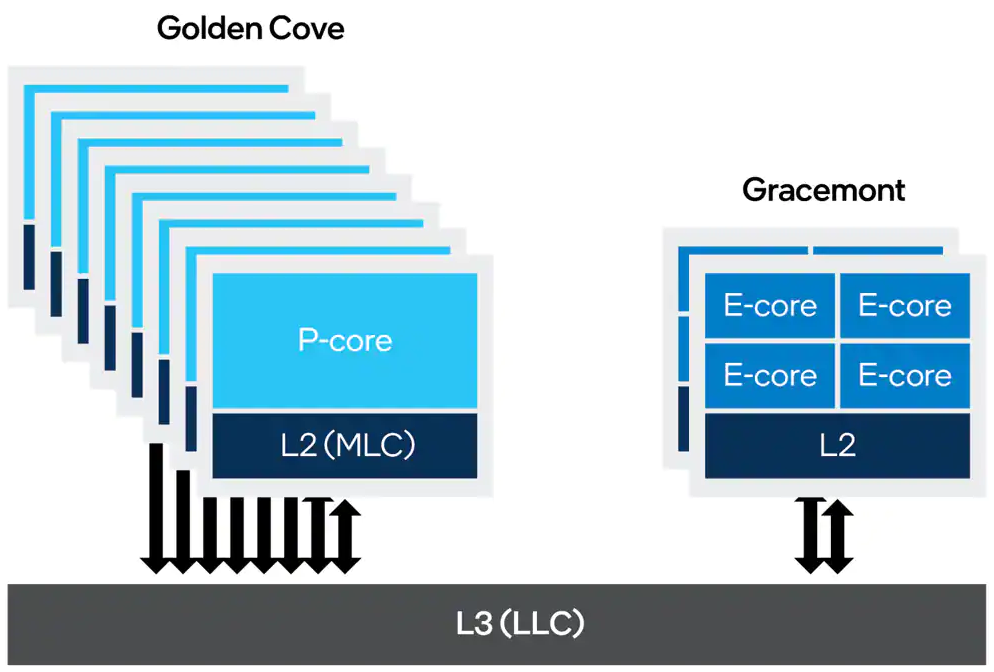 Golden Cove
Gracemont
P-core
L2 (MLC)
E-core E-core
E-core E-core
L2
L3 (LLC)